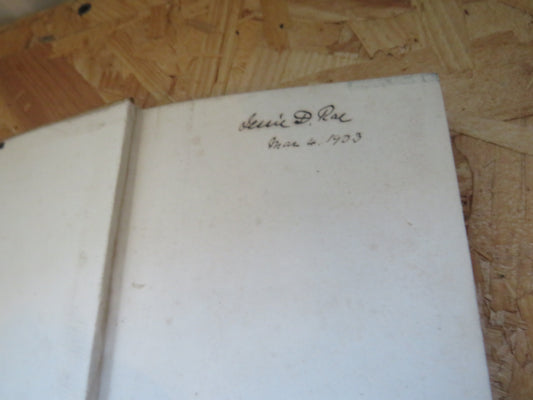 Jessie D. Rae
Mar 4. 1903